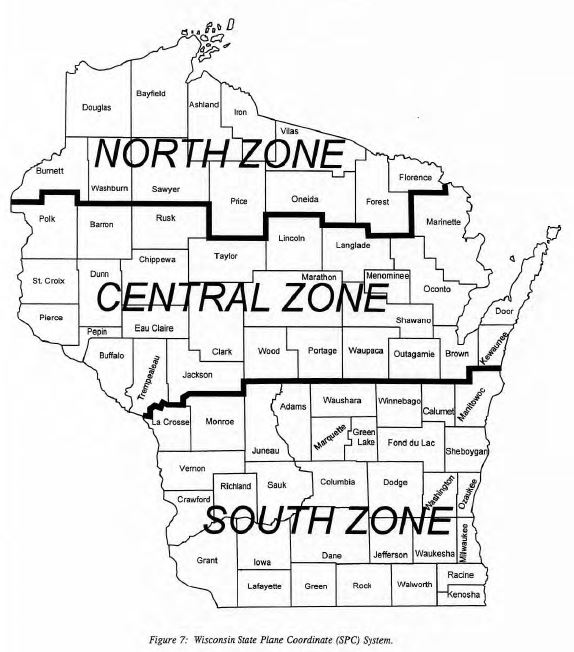 Bayfield
Douglas
Ashland
Iron
Vilas
NORTH ZONE
Burnett
Washburn
Sawyer
Florence
Price
Oneida
Forest
Polk
Barron
Rusk
Marinette
Lincoln
Langlade
Taylor
Chippewa
St. Croix
Dunn
Marathon
Menominee
Oconto
CENTRAL ZONE
Pierce
Pepin
Eau Claire
Shawano
Door
Buffalo
Trempealeau
Clark
Jackson
Wood
Portage
Waupaca
Outagamie
Brown
Kewaunee
La Crosse
Monroe
Adams
Waushara
Winnebago
Calumet
Manitowoc
Juneau
Marquette
Green
Lake
Fond du Lac
Sheboygan
Vernon
Richland
Sauk
Columbia
Dodge
Washington
Ozaukee
Crawford
SOUTH ZONE
Grant
Iowa
Dane
Jefferson
Waukesha
Milwaukee
Lafayette
Green
Rock
Walworth
Racine
Kenosha
Figure 7: Wisconsin State Plane Coordinate (SPC) System.